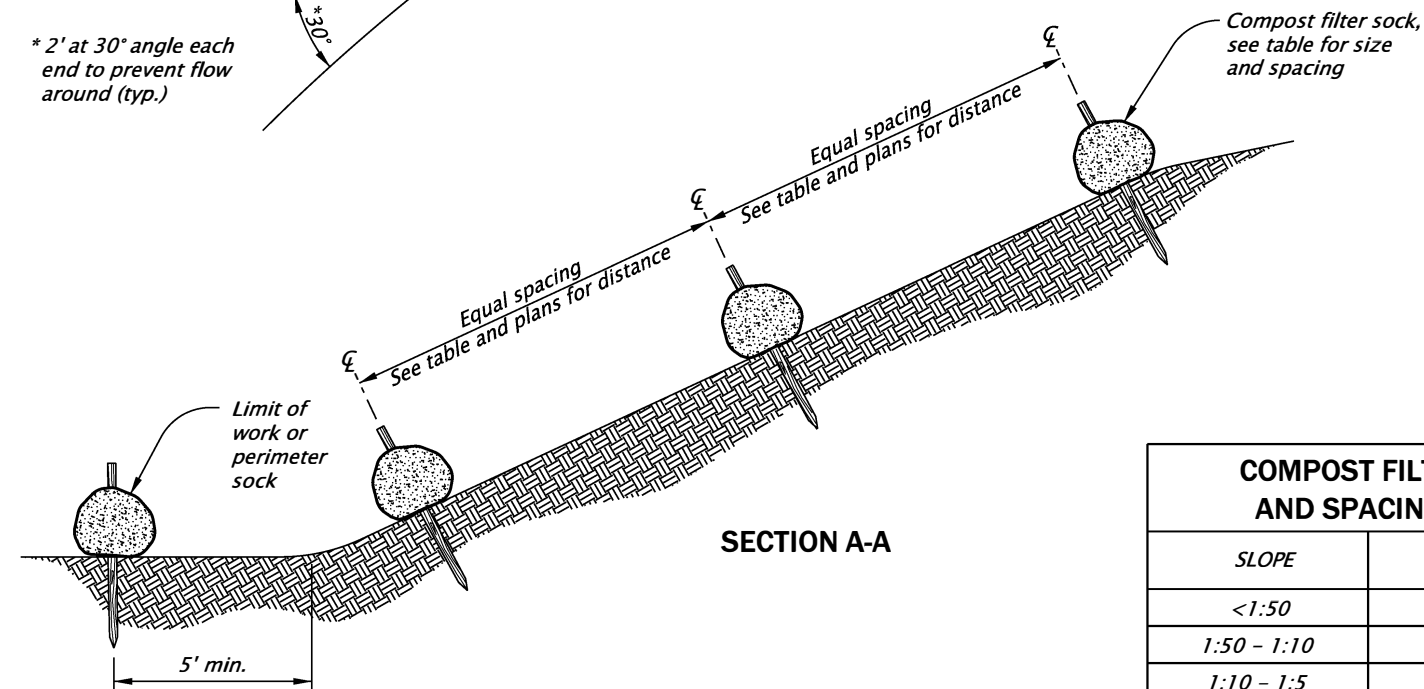 *30°
* 2' at 30° angle each
end to prevent flow
around (typ.)
Compost filter sock,
see table for size
and spacing
℄
Equal spacing
See table and plans for distance
℄
Equal spacing
See table and plans for distance
℄
Limit of
work or
perimeter
sock
SECTION A-A
5' min.
COMPOST FILT
AND SPACIN
SLOPE
<1:50
1:50 – 1:10
1:10 – 1:5